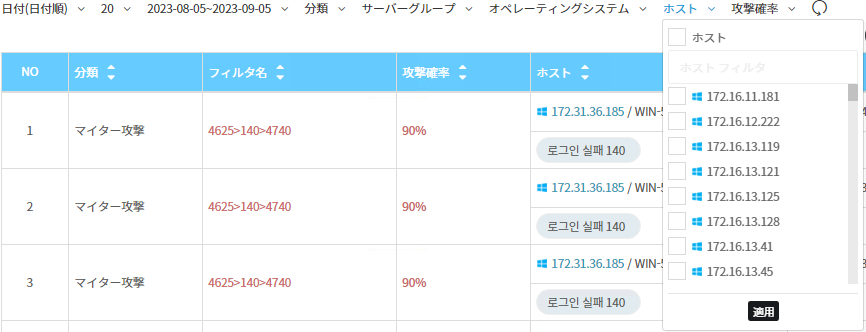 日付(日付順) 20 2023-08-05~2023-09-05 分類 サーバーグループ オペレーティングシステム ホスト 攻撃確率
NO 分類 フィルタ名 攻撃確率 ホスト
1 マイター攻撃 4625>140>4740 90% 172.31.36.185 / WIN-
로그인 실패 140
2 マイター攻撃 4625>140>4740 90% 172.31.36.185 / WIN-
로그인 실패 140
3 マイター攻撃 4625>140>4740 90% 172.31.36.185 / WIN-
로그인 실패 140
ホスト
ホスト フィルタ
172.16.11.181
172.16.12.222
172.16.13.119
172.16.13.121
172.16.13.125
172.16.13.128
172.16.13.41
172.16.13.45
適用